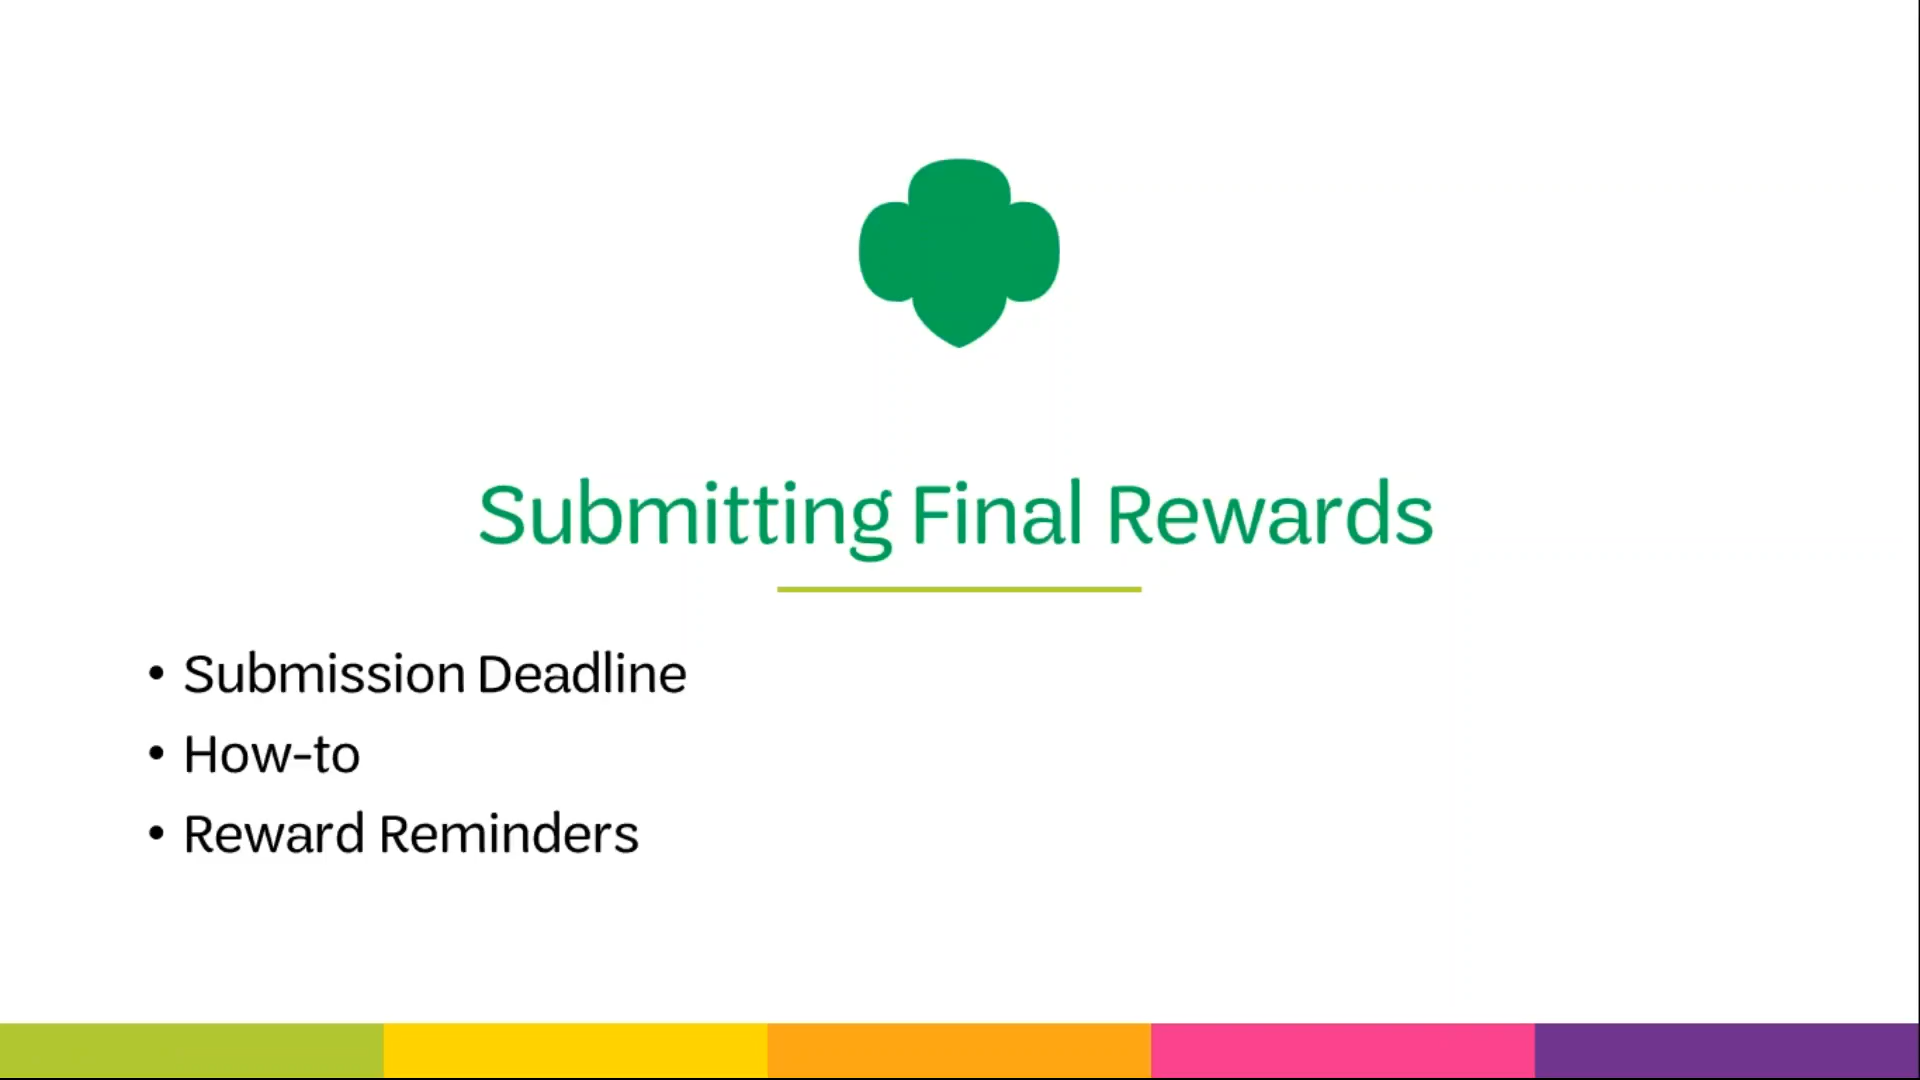 Submitting Final Rewards
• Submission Deadline
• How-to
• Reward Reminders